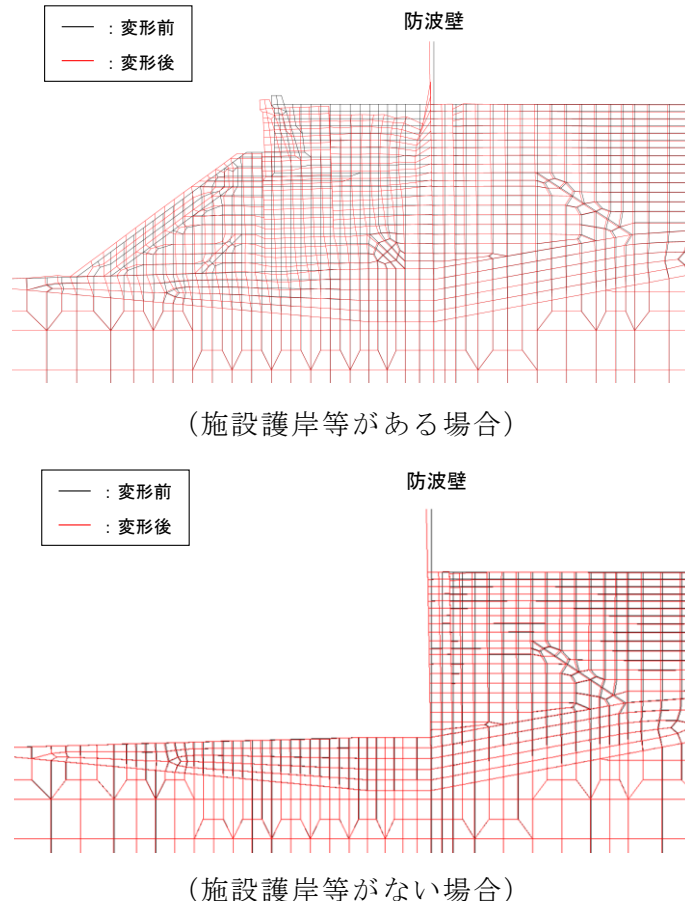 ― : 変形前
― : 変形後
防波壁
(施設護岸等がある場合)
― : 変形前
― : 変形後
防波壁
(施設護岸等がない場合)